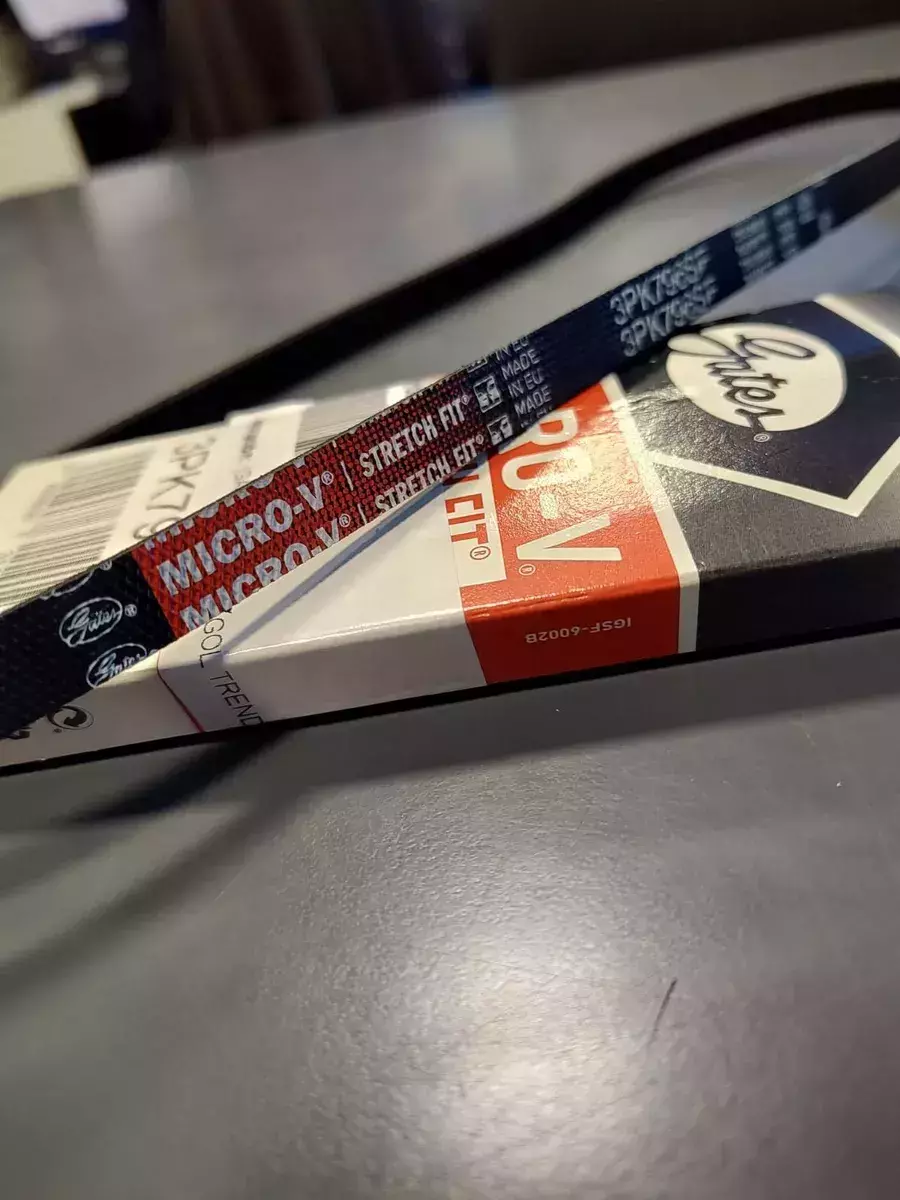 3PK796SF
3PK796SF
IN EU
MADE
IN EU
MADE
MICRO-V® | STRETCH FIT®
MICRO-V® | STRETCH FIT®
Gates®
Gates
Gates®
RO-V®
FIT®
3PK79
IGSF-6002B
GOL TREND